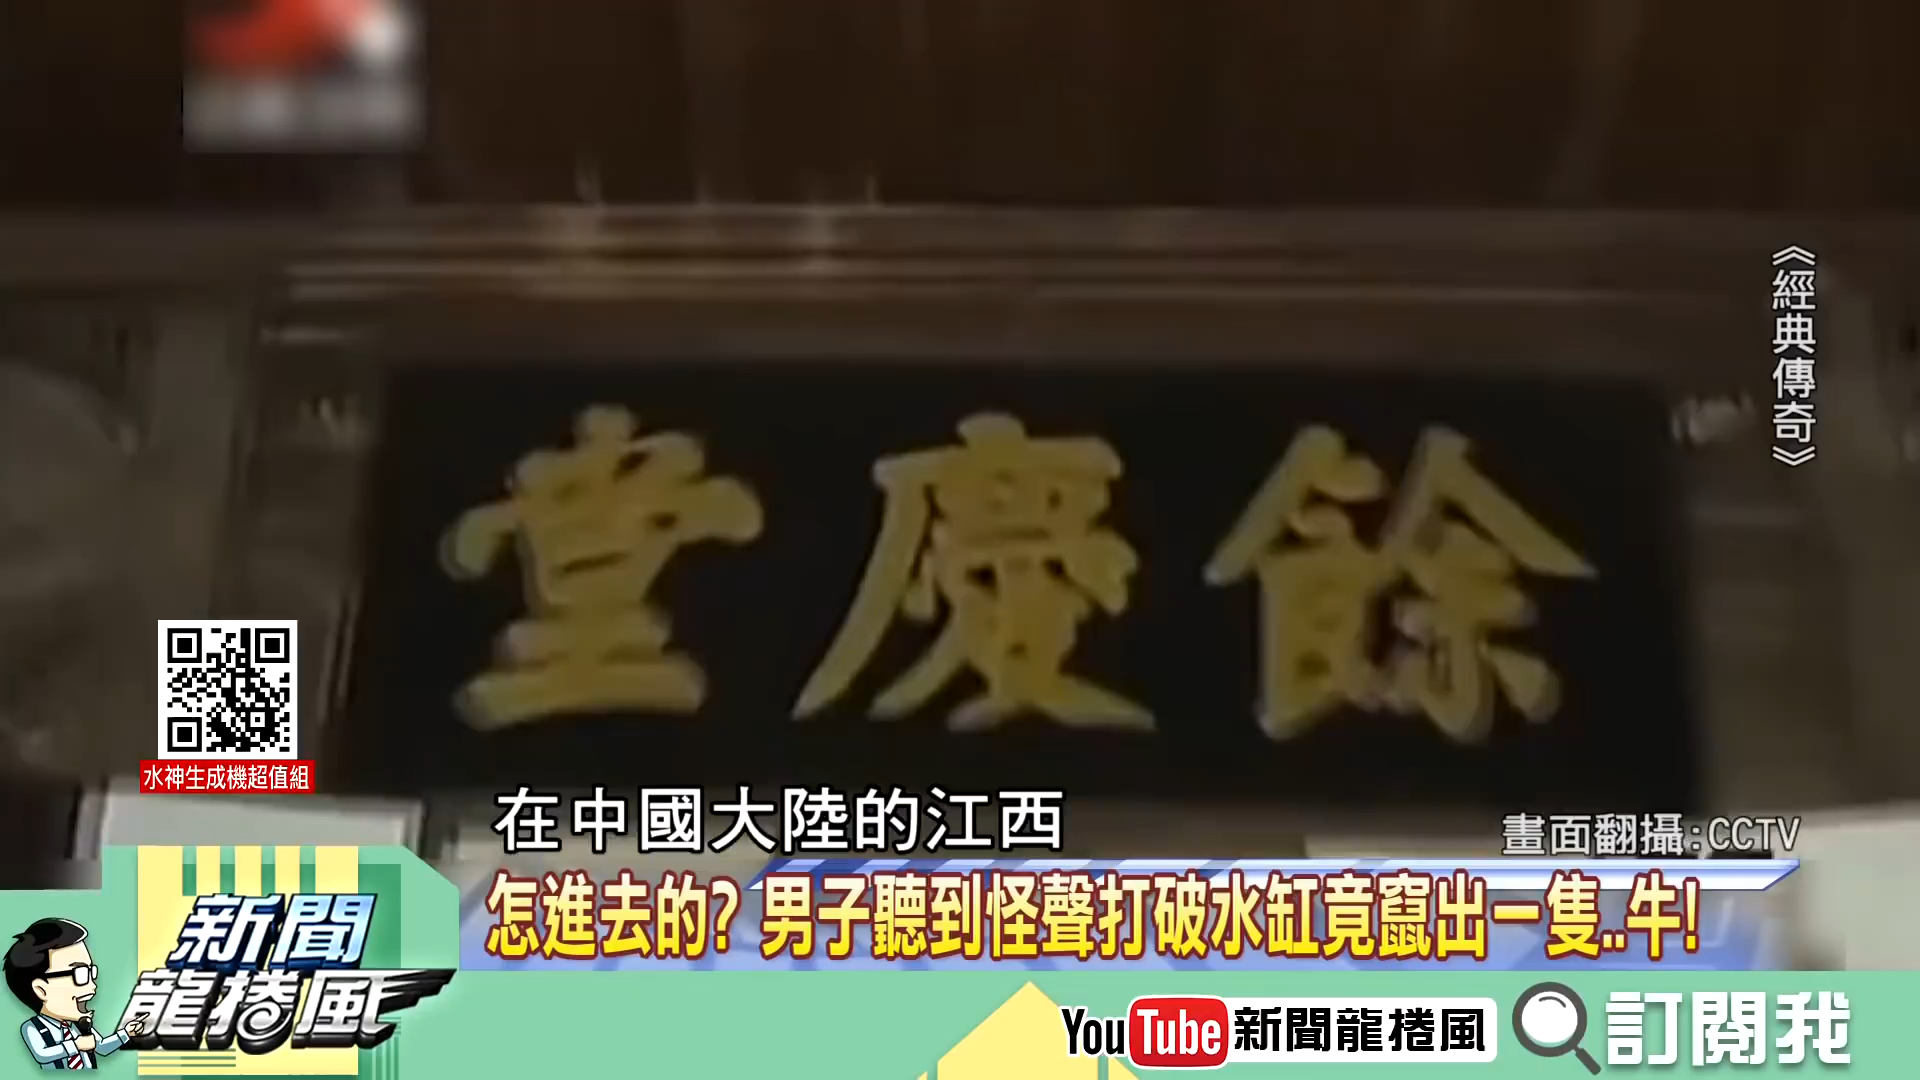 《經典傳奇》
餘慶堂
水神生成機超值組
在中國大陸的江西
畫面翻攝:CCTV
怎進去的?男子聽到怪聲打破水缸竟竄出一隻..牛!
新聞
龍捲風
YouTube 新聞龍捲風
訂閱我